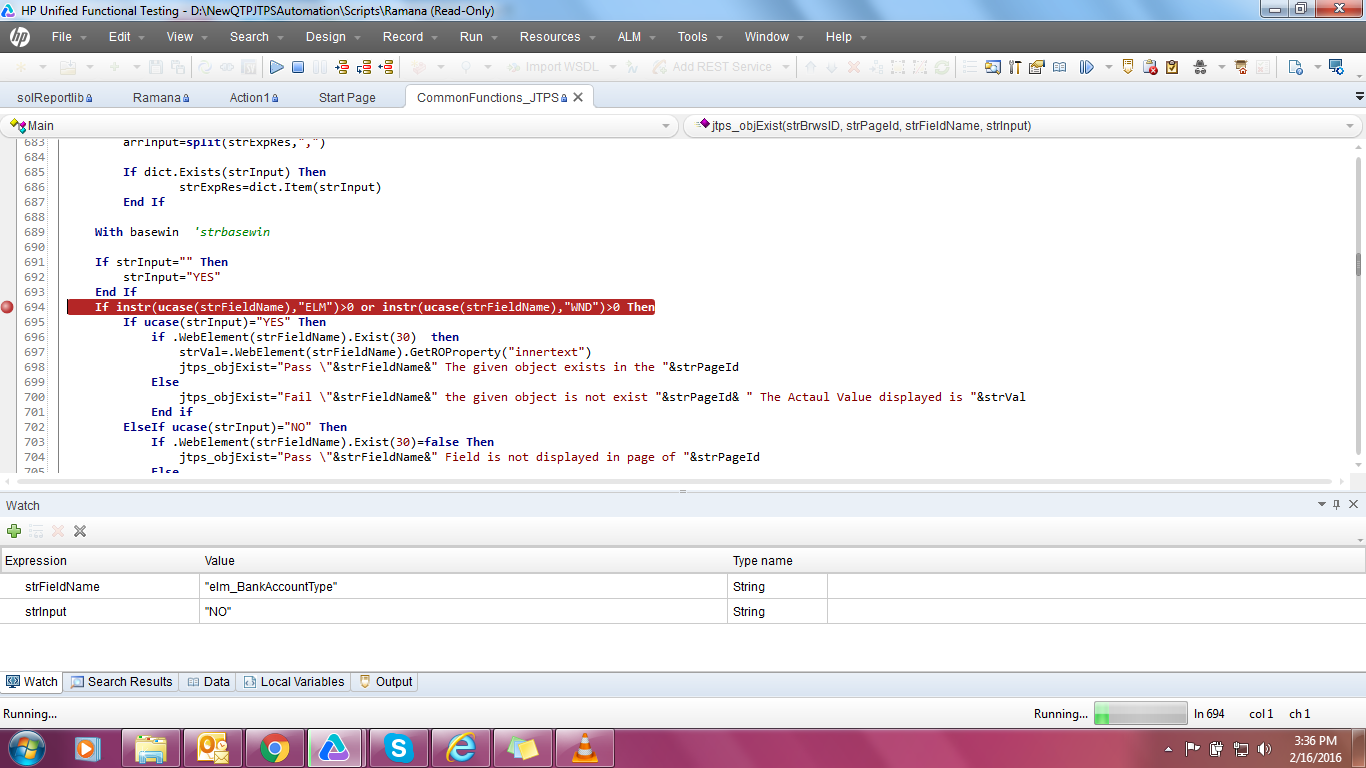 HP Unified Functional Testing - D:\NewQTPJTPSAutomation\Scripts\Ramana (Read-Only)
hp File Edit View Search Design Record Run Resources ALM Tools Window Help
Import WSDL Add REST Service
solReportlib Ramana Action1 Start Page CommonFunctions_JTPS
Main jtps_objExist(strBrwsID, strPageId, strFieldName, strInput)
683 arrInput=split(strExpRes,",")
684
685 If dict.Exists(strInput) Then
686 strExpRes=dict.Item(strInput)
687 End If
688
689 With basewin 'strbasewin
690
691 If strInput="" Then
692 strInput="YES"
693 End If
694 If instr(ucase(strFieldName),"ELM")>0 or instr(ucase(strFieldName),"WND")>0 Then
695 If ucase(strInput)="YES" Then
696 if .WebElement(strFieldName).Exist(30) then
697 strVal=.WebElement(strFieldName).GetROProperty("innertext")
698 jtps_objExist="Pass \"&strFieldName&" The given object exists in the "&strPageId
699 Else
700 jtps_objExist="Fail \"&strFieldName&" the given object is not exist "&strPageId& " The Actaul Value displayed is "&strVal
701 End if
702 ElseIf ucase(strInput)="NO" Then
703 If .WebElement(strFieldName).Exist(30)=false Then
704 jtps_objExist="Pass \"&strFieldName&" Field is not displayed in page of "&strPageId
705 Else
Watch
Expression Value Type name
strFieldName "elm_BankAccountType" String
strInput "NO" String
Watch Search Results Data Local Variables Output
Running... Running... ln 694 col 1 ch 1
3:36 PM
2/16/2016